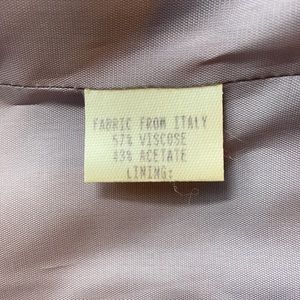 FABRIC FROM ITALY
57% VISCOSE
43% ACETATE
LINING: